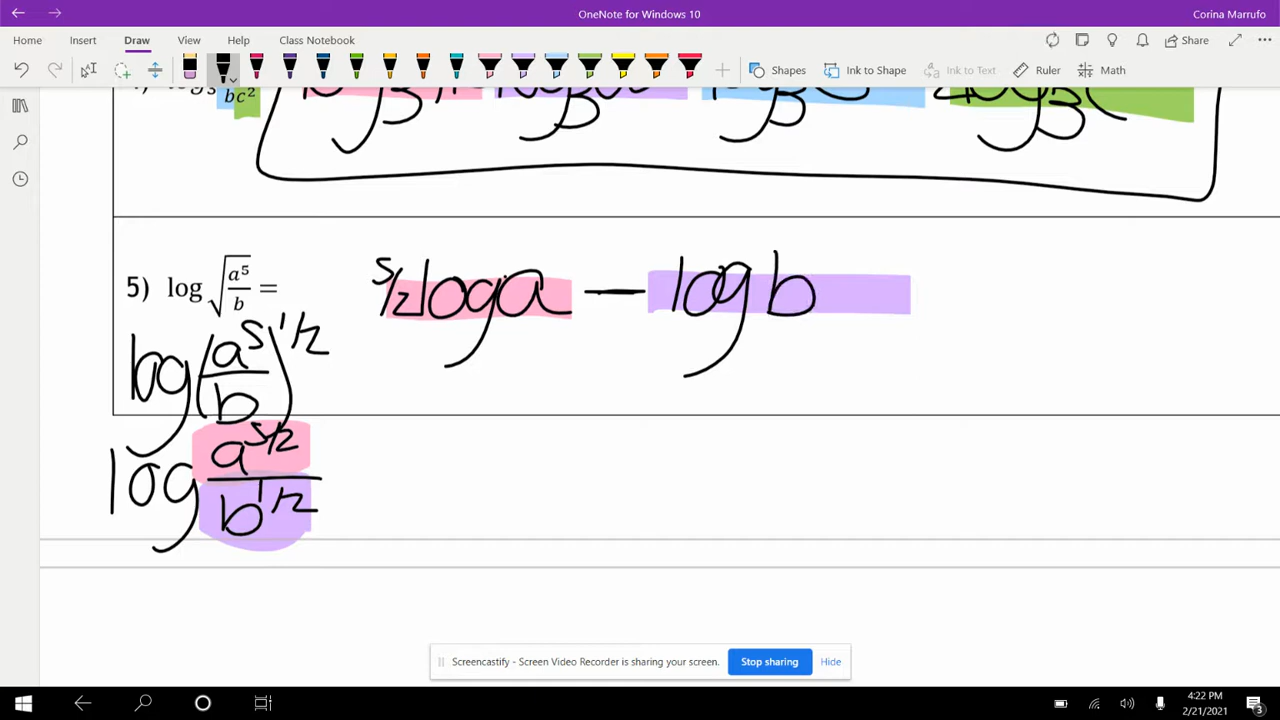 OneNote for Windows 10
Corina Marrufo
Home Insert Draw View Help Class Notebook
Share
Shapes Ink to Shape Ink to Text Ruler Math
bc²
5) log √(a⁵/b) =
5/2 log a — log b
log (a⁵/b)^1/2
log a^5/2 / b^1/2
Screencastify - Screen Video Recorder is sharing your screen.
Stop sharing
Hide
4:22 PM
2/21/2021
3